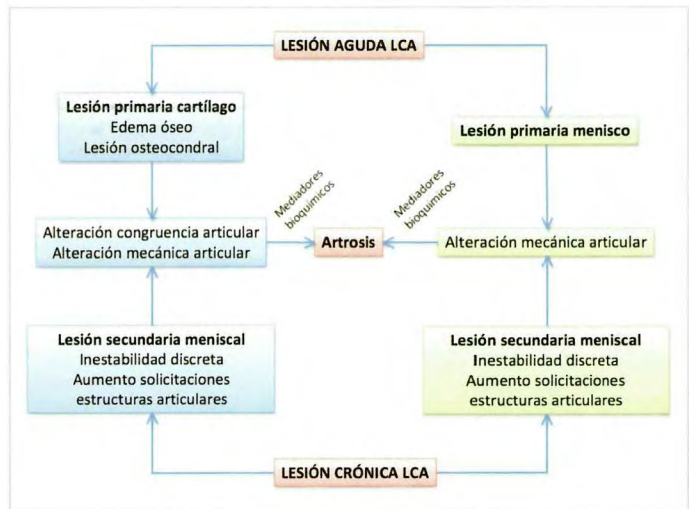 LESIÓN AGUDA LCA
Lesión primaria cartílago
Edema óseo
Lesión osteocondral
Lesión primaria menisco
Mediadores
bioquímicos
Mediadores
bioquímicos
Alteración congruencia articular
Alteración mecánica articular
Artrosis
Alteración mecánica articular
Lesión secundaria meniscal
Inestabilidad discreta
Aumento solicitaciones
estructuras articulares
Lesión secundaria meniscal
Inestabilidad discreta
Aumento solicitaciones
estructuras articulares
LESIÓN CRÓNICA LCA